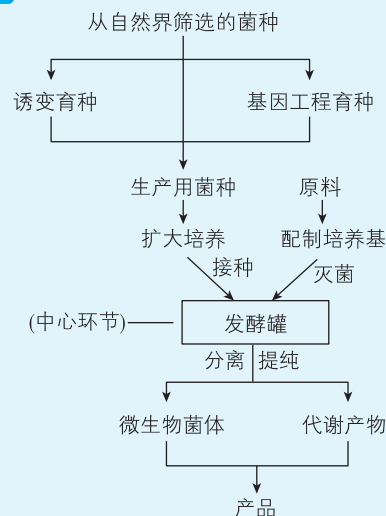 从自然界筛选的菌种
诱变育种
基因工程育种
生产用菌种
原料
扩大培养
配制培养基
接种
灭菌
(中心环节)
发酵罐
分离
提纯
微生物菌体
代谢产物
产品